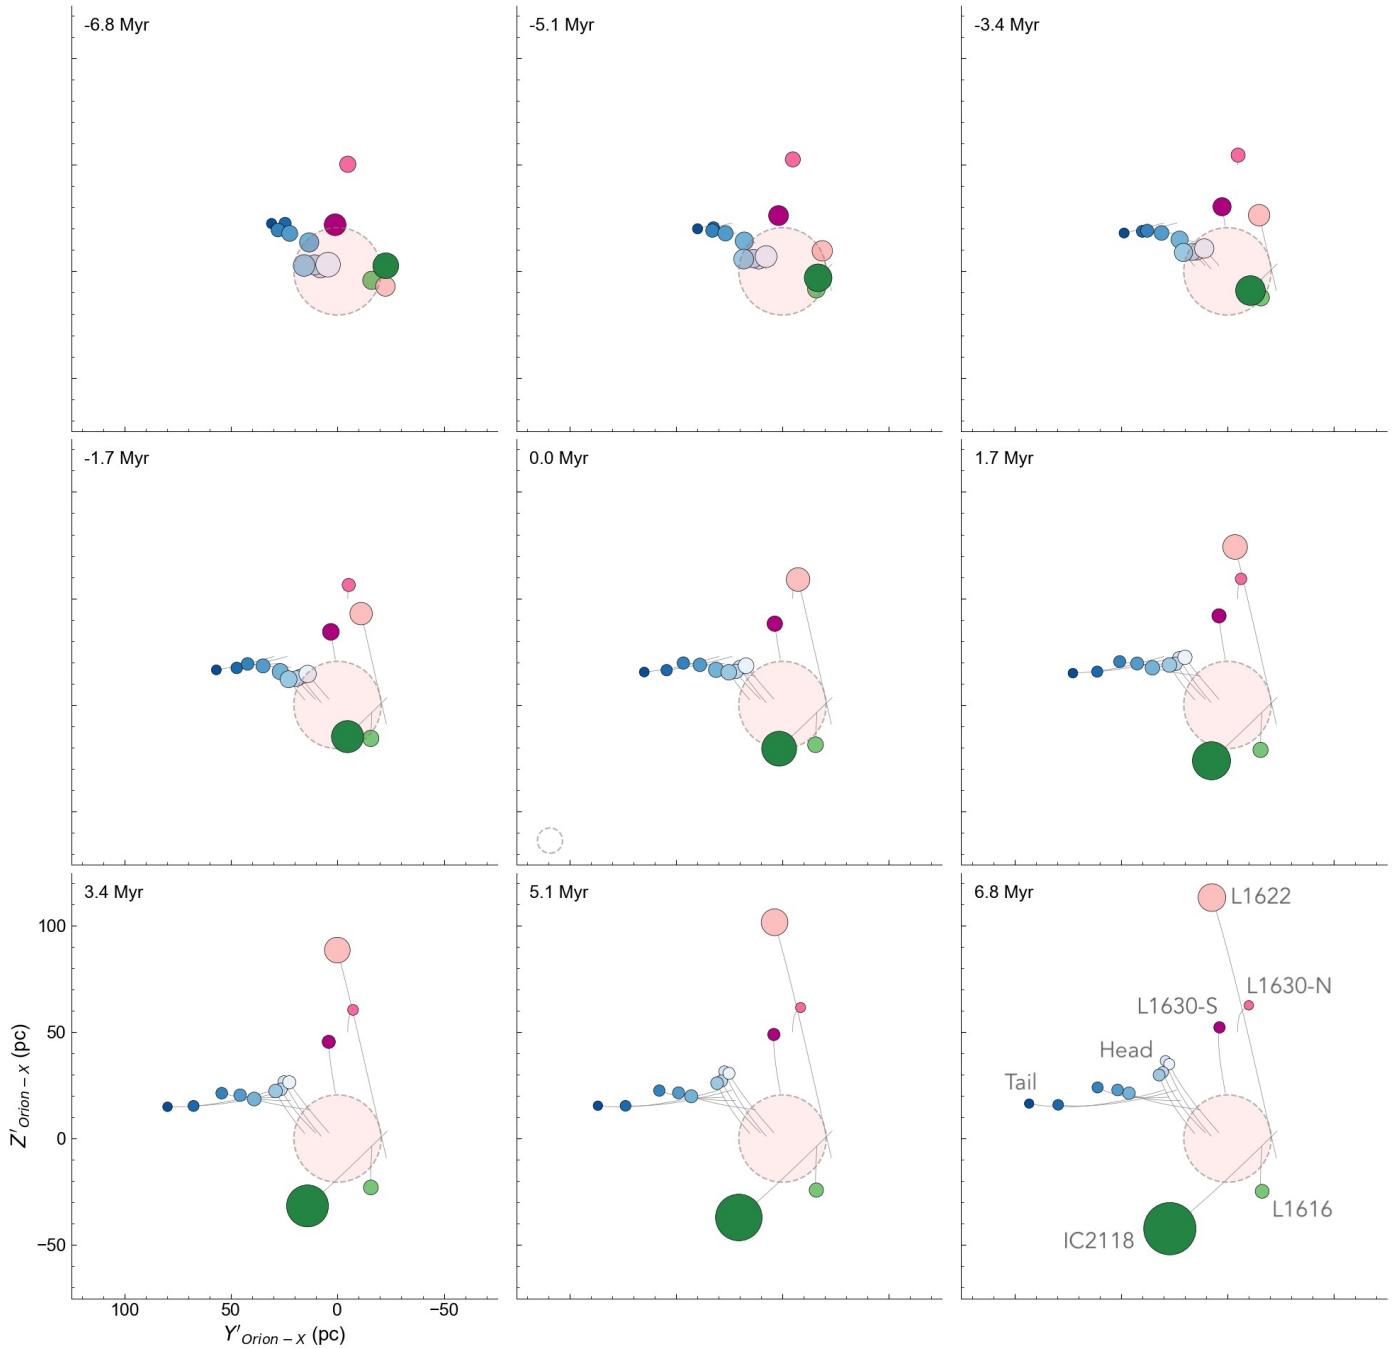 -6.8 Myr
-5.1 Myr
-3.4 Myr
-1.7 Myr
0.0 Myr
1.7 Myr
3.4 Myr
5.1 Myr
6.8 Myr
L1622
L1630-N
L1630-S
Head
Tail
L1616
IC2118
100
50
0
−50
Z′Orion − X (pc)
100 50 0 −50
Y′Orion − X (pc)